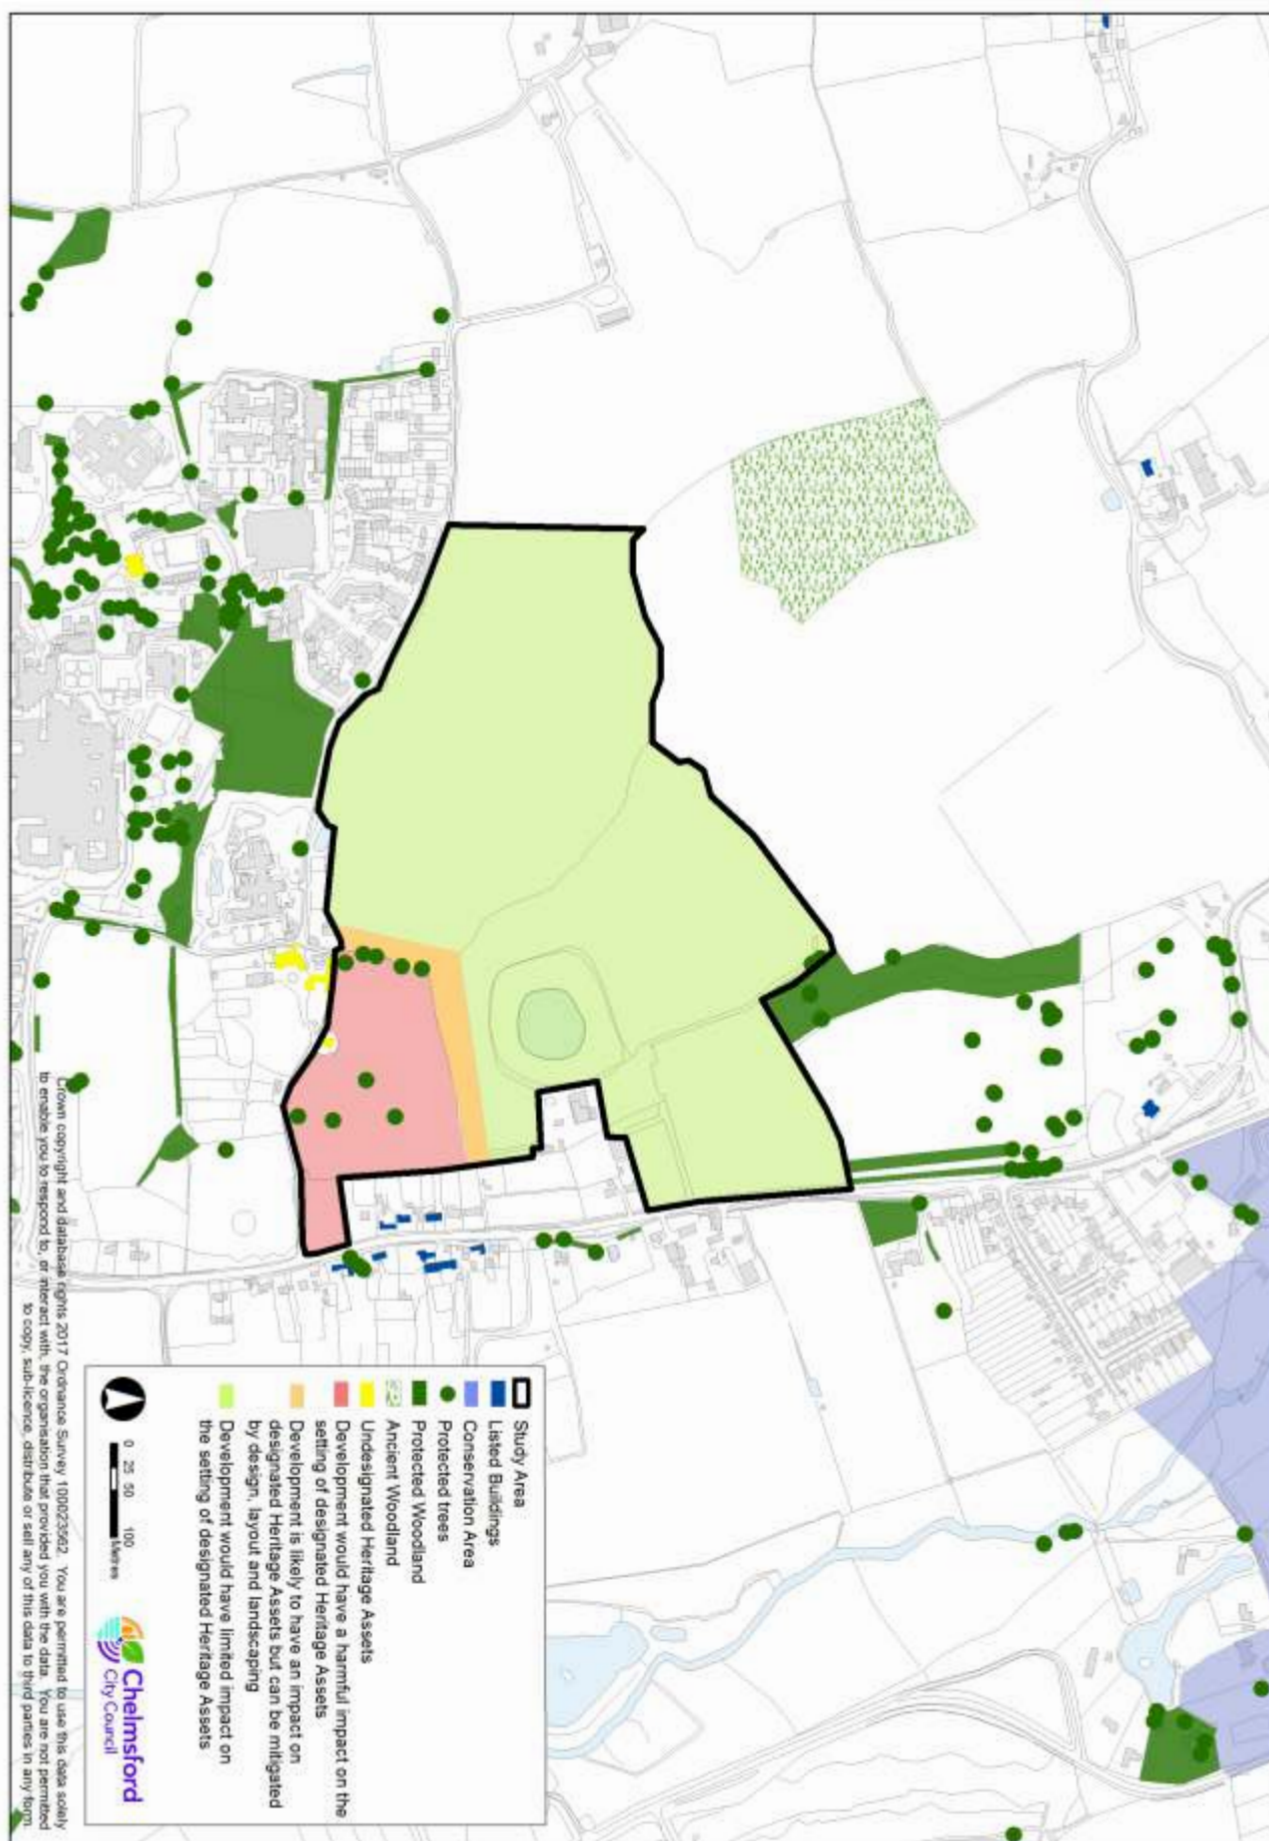 Study Area
Listed Buildings
Conservation Area
Protected trees
Protected Woodland
Ancient Woodland
Undesignated Heritage Assets
Development would have a harmful impact on the
setting of designated Heritage Assets
Development is likely to have an impact on
designated Heritage Assets but can be mitigated
by design, layout and landscaping
Development would have limited impact on
the setting of designated Heritage Assets
0 25 50 100
Metres
Chelmsford
City Council
Crown copyright and database rights 2017 Ordnance Survey 100023562. You are permitted to use this data solely
to enable you to respond to, or interact with, the organisation that provided you with the data. You are not permitted
to copy, sub-licence, distribute or sell any of this data to third parties in any form.